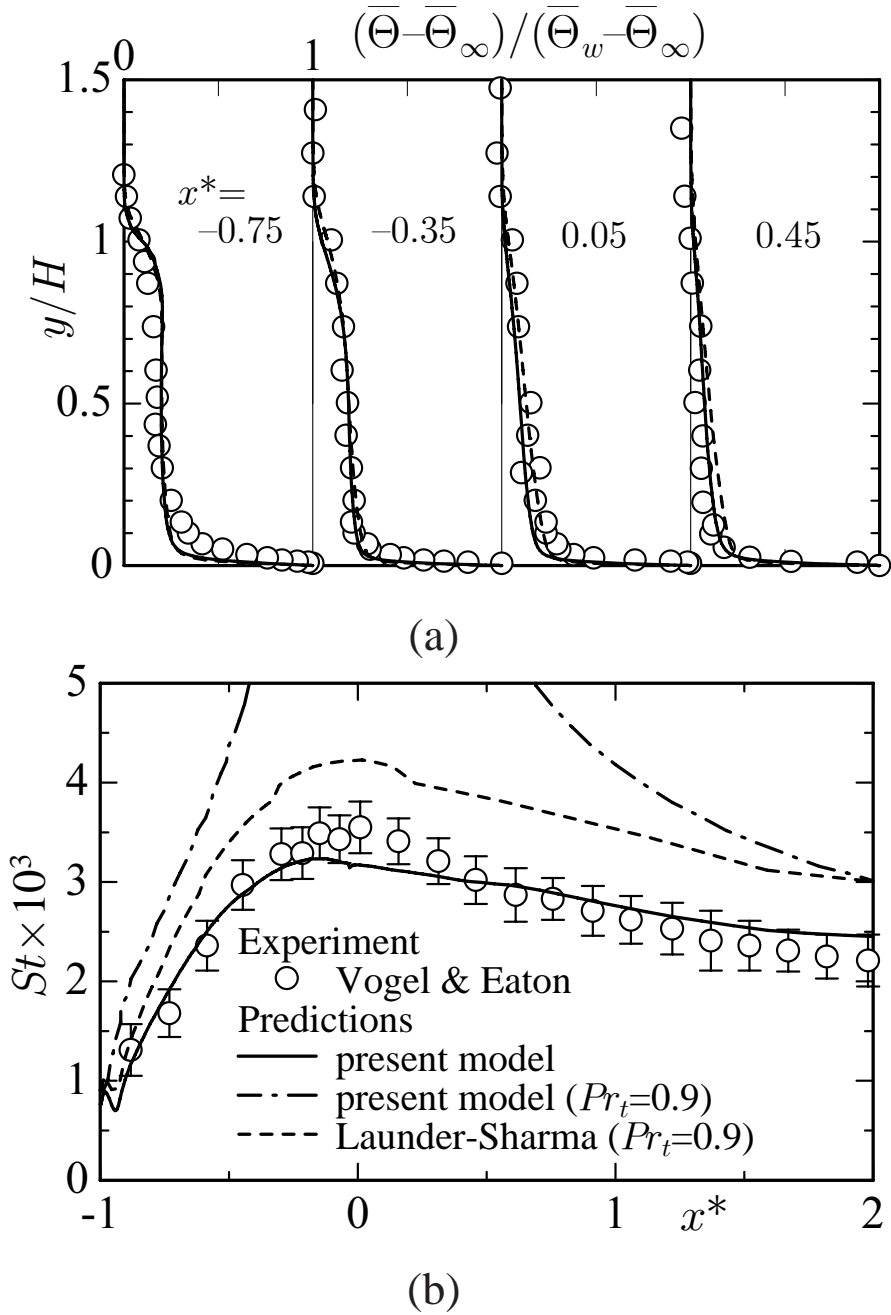 (Θ̅–Θ̅∞)/(Θ̅w–Θ̅∞)
0 1
1.5
1
0.5
0
y/H
x*=
–0.75 –0.35 0.05 0.45
(a)
5
4
3
2
1
0
St×10³
Experiment
Vogel & Eaton
Predictions
present model
present model (Prt=0.9)
Launder-Sharma (Prt=0.9)
-1 0 1 x* 2
(b)